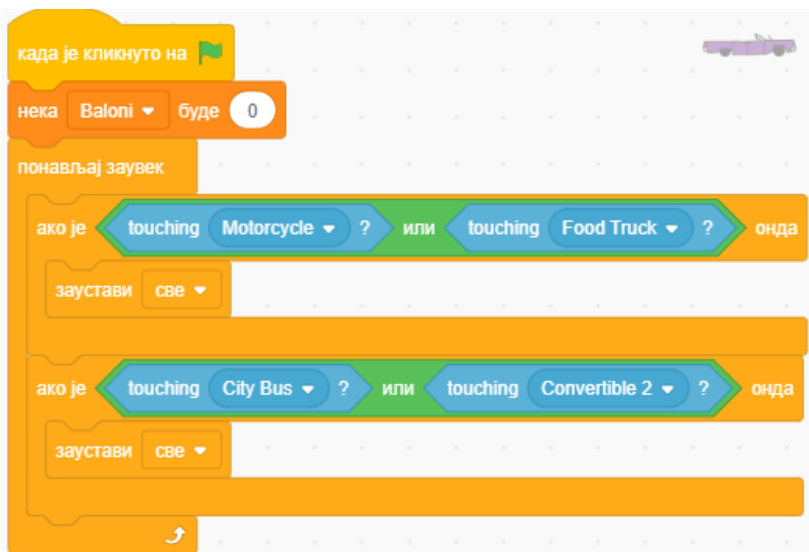 када је кликнуто на
нека Baloni буде 0
понављај заувек
ако је touching Motorcycle ? или touching Food Truck ? онда
заустави све
ако је touching City Bus ? или touching Convertible 2 ? онда
заустави све